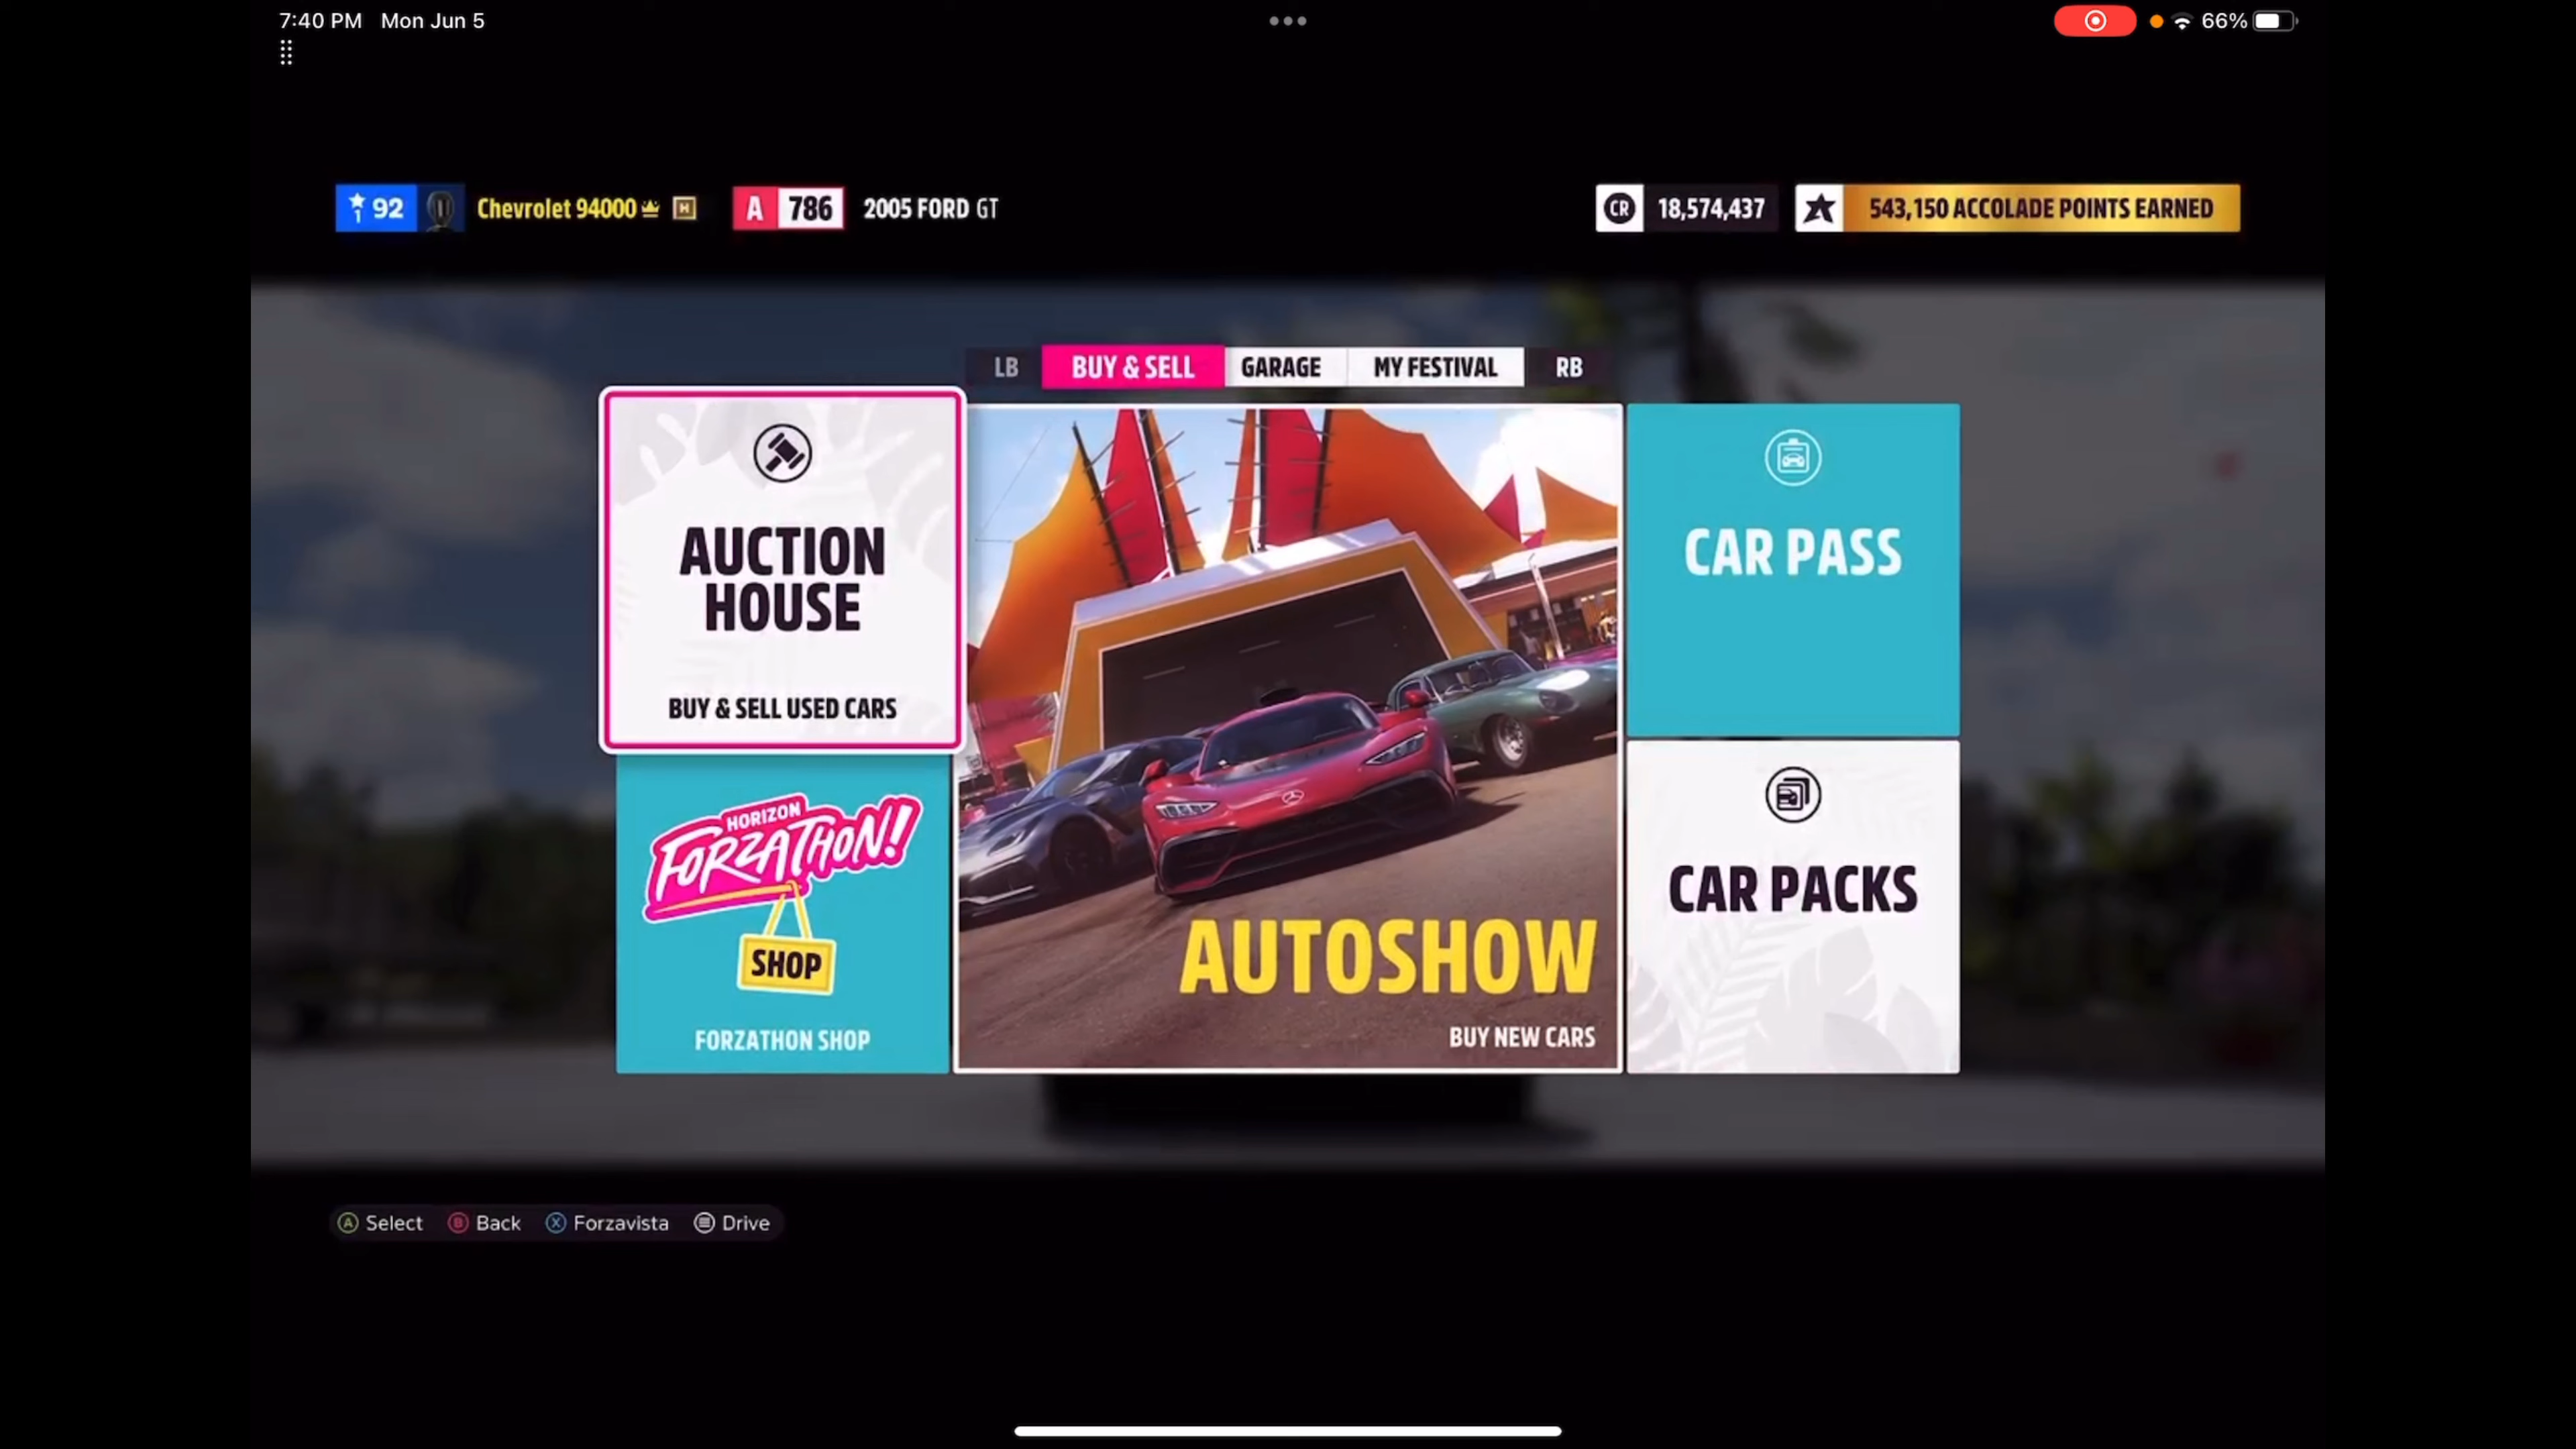 7:40 PM Mon Jun 5
66%
1 92 Chevrolet 94000 H A 786 2005 FORD GT
CR 18,574,437 543,150 ACCOLADE POINTS EARNED
LB BUY & SELL GARAGE MY FESTIVAL RB
AUCTION
HOUSE
BUY & SELL USED CARS
HORIZON
FORZATHON!
SHOP
FORZATHON SHOP
AUTOSHOW
BUY NEW CARS
CAR PASS
CAR PACKS
A Select B Back X Forzavista Drive